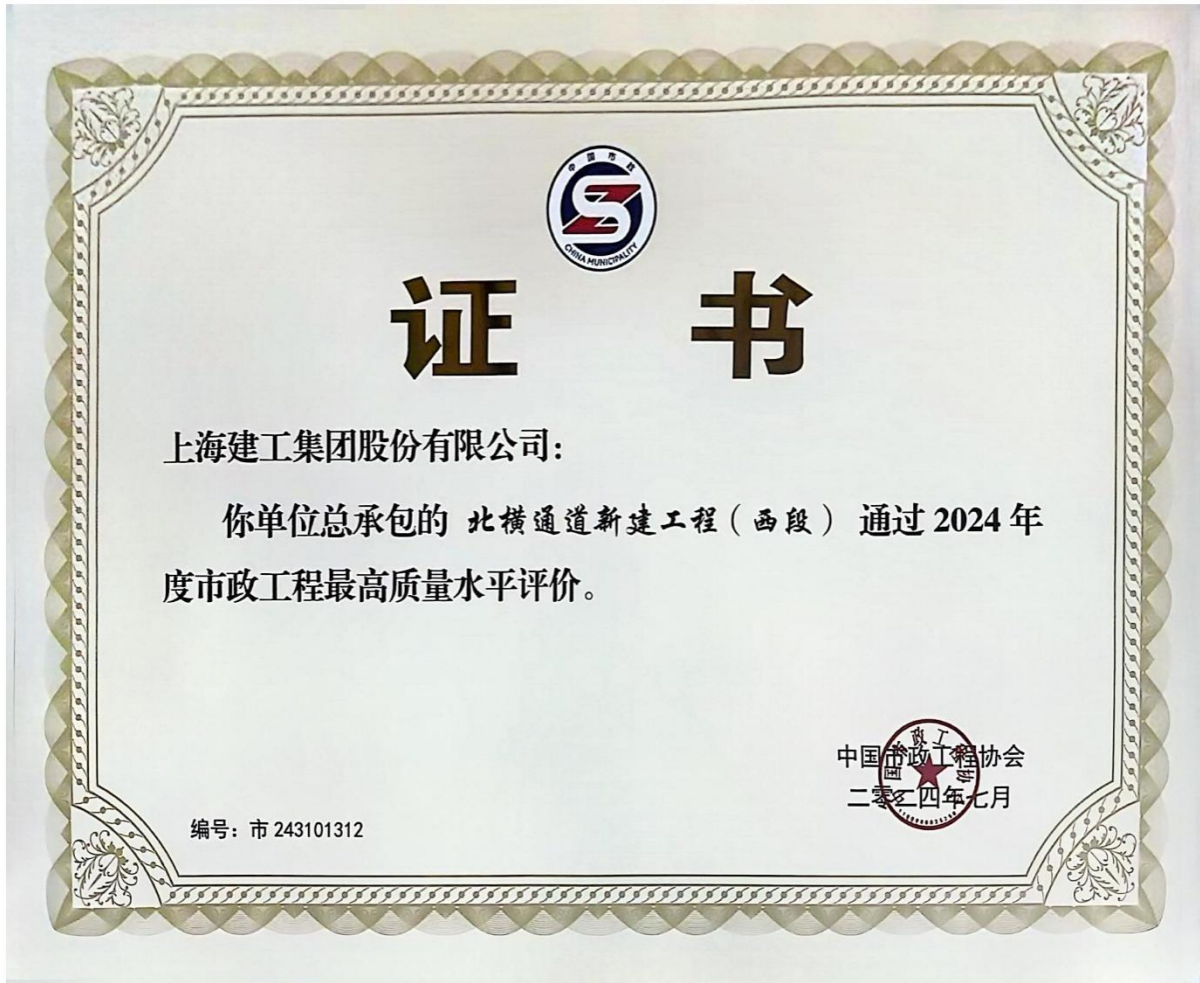 中国市政
CHINA MUNICIPALITY
证 书
上海建工集团股份有限公司：
你单位总承包的 北横通道新建工程（西段） 通过 2024 年
度市政工程最高质量水平评价。
中国市政工程协会
二零二四年七月
编号：市 243101312